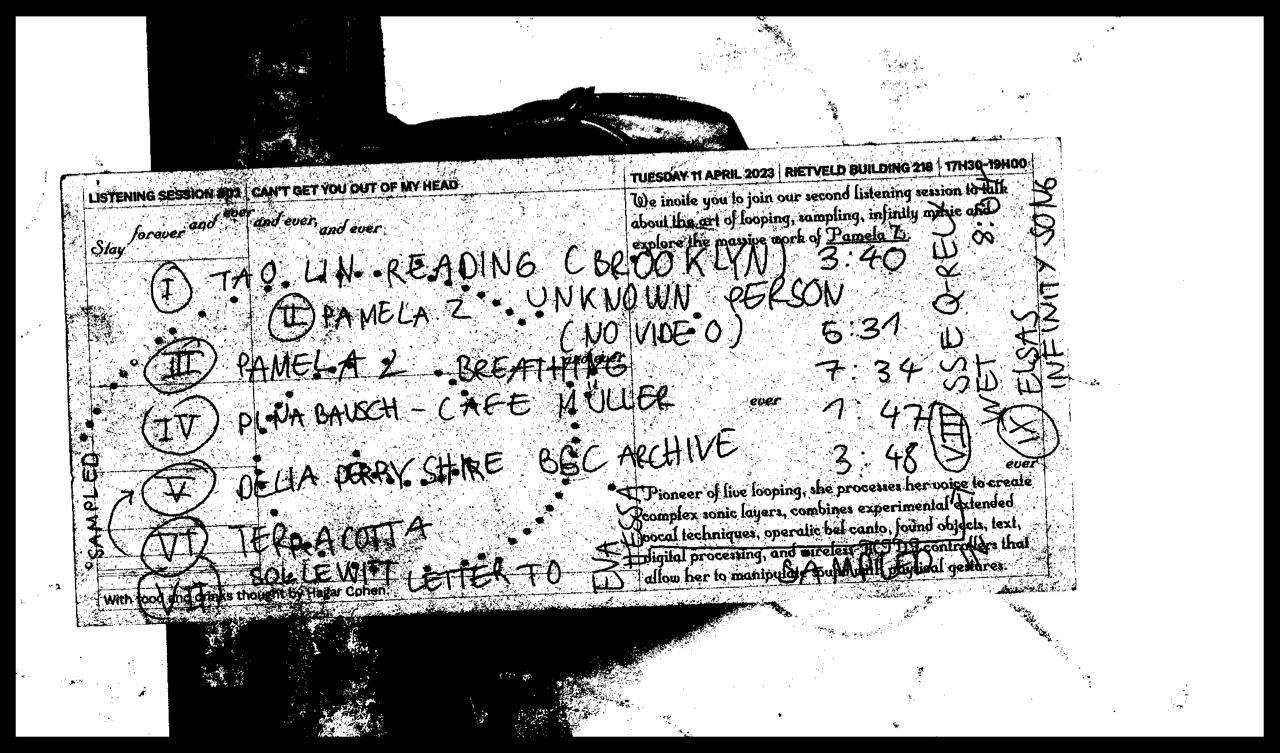 LISTENING SESSION #02 | CAN'T GET YOU OUT OF MY HEAD
TUESDAY 11 APRIL 2023 | RIETVELD BUILDING 218 | 17H30-19H00
Stay forever and ever and ever, and ever
We invite you to join our second listening session to talk
about the art of looping, sampling, infinity music and
explore the massive work of Pamela Z.
I TAO LIN READING (BROOKLYN) 3:40
II PAMELA Z UNKNOWN PERSON
(NO VIDEO) 6:31
III PAMELA Z BREATHING 7:34
and ever
IV PINA BAUSCH - CAFE MÜLLER 1:47
ever
V DELIA DERBYSHIRE BBC ARCHIVE 3:48
ever
VI TERRACOTTA
VII SOL LEWITT LETTER TO
EVA HESSA
SAMPLED
VIII SSE Q-RELL
WET
IX ELSAS
INFINITY SONG
Pioneer of live looping, she processes her voice to create
complex sonic layers, combines experimental extended
vocal techniques, operatic bel canto, found objects, text,
digital processing, and wireless controllers that
allow her to manipulate sound with physical gestures.
With food and drinks thought by Hagar Cohen.